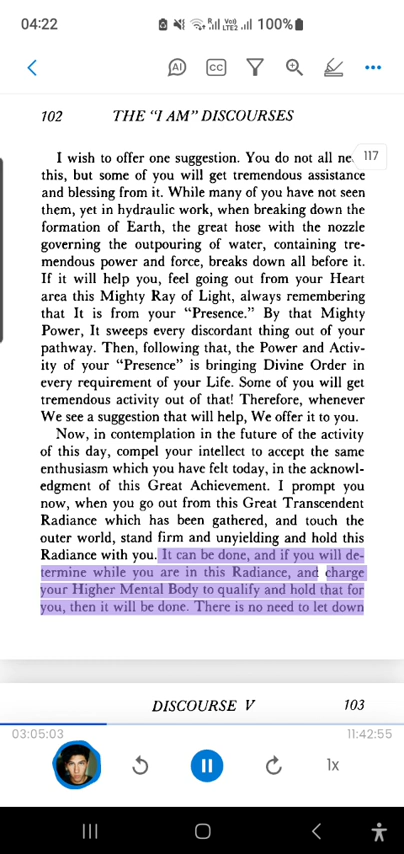 04:22
VoD
LTE2
100%
AI
CC
102 THE “I AM” DISCOURSES
117
I wish to offer one suggestion. You do not all ne
this, but some of you will get tremendous assistance
and blessing from it. While many of you have not seen
them, yet in hydraulic work, when breaking down the
formation of Earth, the great hose with the nozzle
governing the outpouring of water, containing tre-
mendous power and force, breaks down all before it.
If it will help you, feel going out from your Heart
area this Mighty Ray of Light, always remembering
that It is from your “Presence.” By that Mighty
Power, It sweeps every discordant thing out of your
pathway. Then, following that, the Power and Activ-
ity of your “Presence” is bringing Divine Order in
every requirement of your Life. Some of you will get
tremendous activity out of that! Therefore, whenever
We see a suggestion that will help, We offer it to you.
Now, in contemplation in the future of the activity
of this day, compel your intellect to accept the same
enthusiasm which you have felt today, in the acknowl-
edgment of this Great Achievement. I prompt you
now, when you go out from this Great Transcendent
Radiance which has been gathered, and touch the
outer world, stand firm and unyielding and hold this
Radiance with you. It can be done, and if you will de-
termine while you are in this Radiance, and charge
your Higher Mental Body to qualify and hold that for
you, then it will be done. There is no need to let down
DISCOURSE V 103
03:05:03 11:42:55
1x